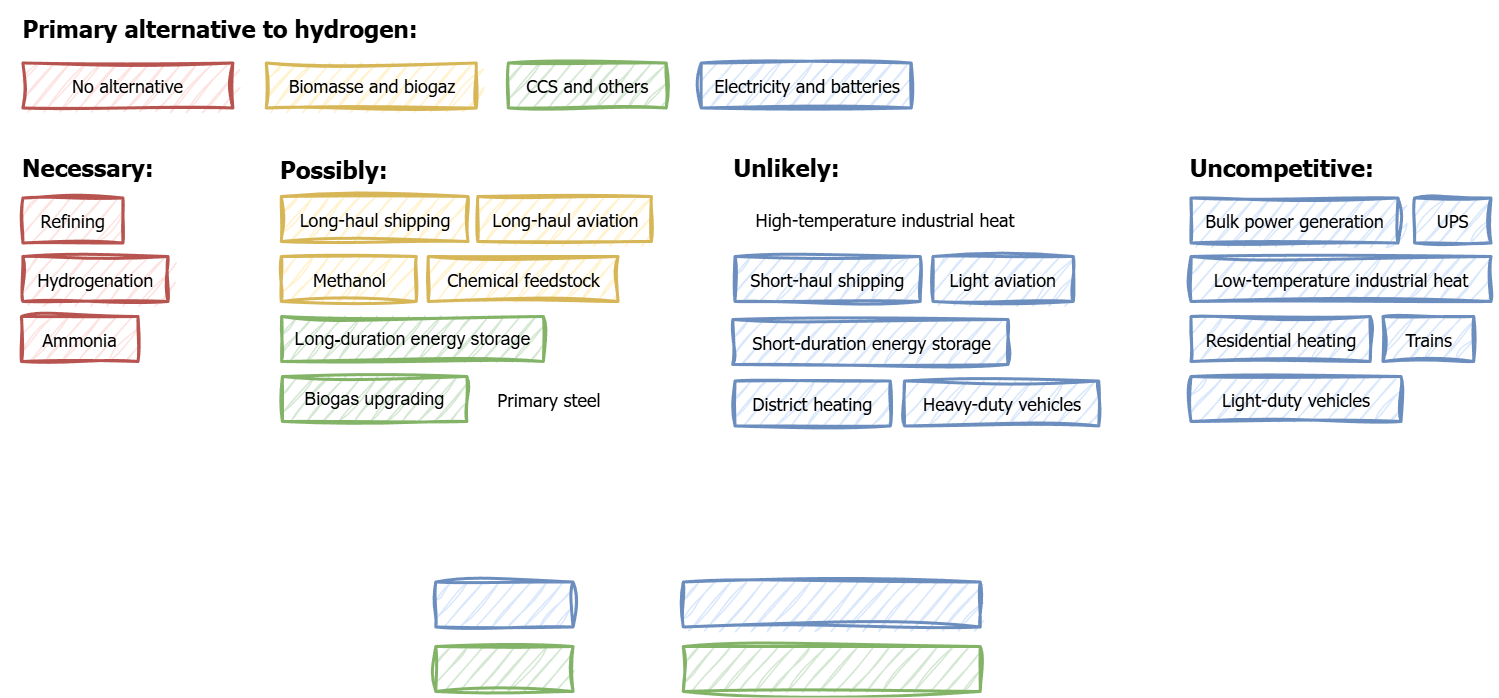 Primary alternative to hydrogen:
No alternative
Biomasse and biogaz
CCS and others
Electricity and batteries
Necessary:
Refining
Hydrogenation
Ammonia
Possibly:
Long-haul shipping
Long-haul aviation
Methanol
Chemical feedstock
Long-duration energy storage
Biogas upgrading
Primary steel
Unlikely:
High-temperature industrial heat
Short-haul shipping
Light aviation
Short-duration energy storage
District heating
Heavy-duty vehicles
Uncompetitive:
Bulk power generation
UPS
Low-temperature industrial heat
Residential heating
Trains
Light-duty vehicles